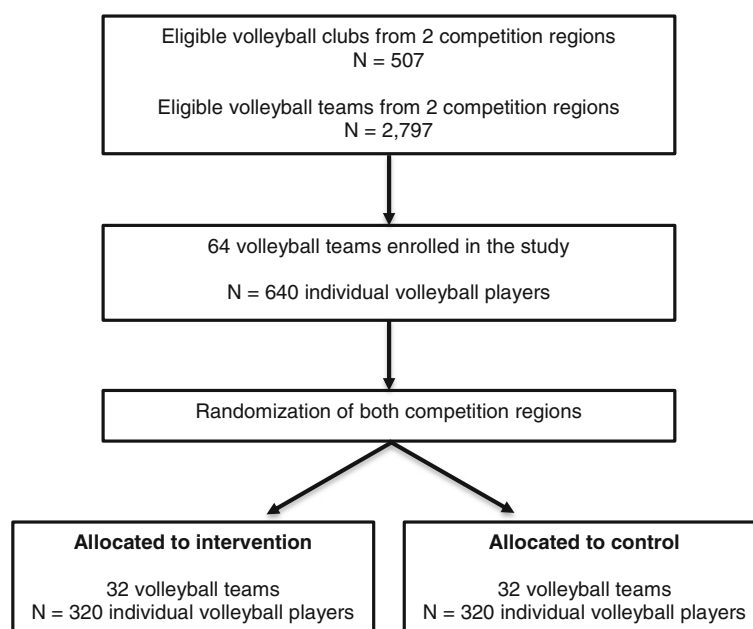 Eligible volleyball clubs from 2 competition regions
N = 507
Eligible volleyball teams from 2 competition regions
N = 2,797
64 volleyball teams enrolled in the study
N = 640 individual volleyball players
Randomization of both competition regions
Allocated to intervention
32 volleyball teams
N = 320 individual volleyball players
Allocated to control
32 volleyball teams
N = 320 individual volleyball players